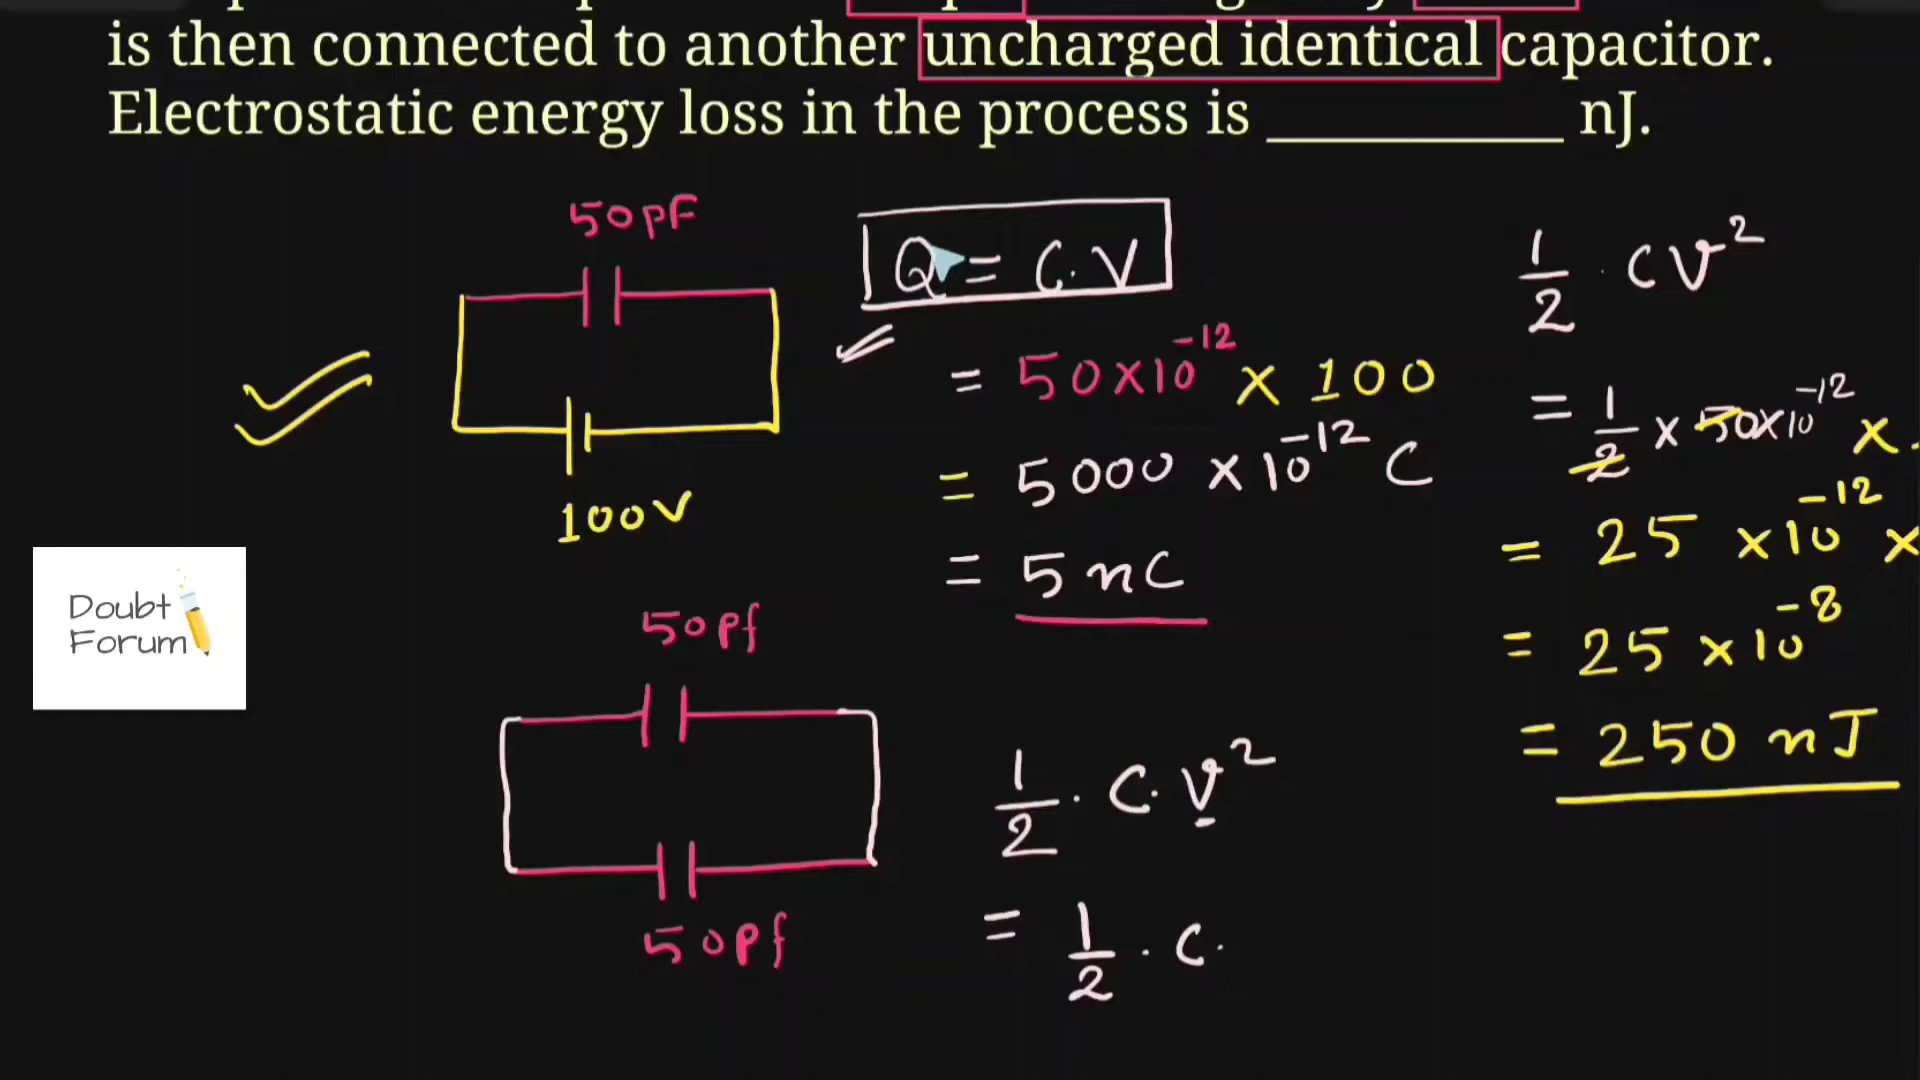 is then connected to another uncharged identical capacitor.
Electrostatic energy loss in the process is __________ nJ.
50pF
Q = C.V
= 50×10⁻¹² × 100
= 5000 × 10⁻¹² C
= 5 nC
100V
1/2 . CV²
= 1/2 × 50×10⁻¹² ×
= 25 × 10⁻¹² ×
= 25 × 10⁻⁸
= 250 nJ
Doubt
Forum
50pf
50pf
1/2 . C. V²
= 1/2 . C.